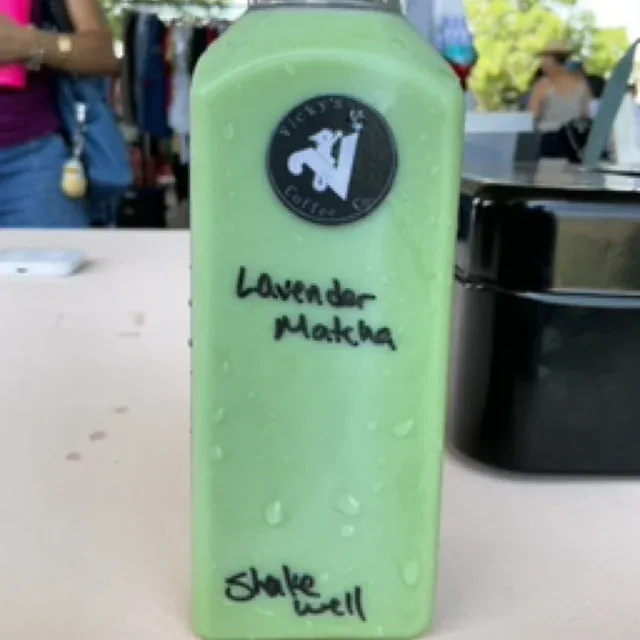 Vicky's
V
Coffee Co.
Lavender
Matcha
Shake
well